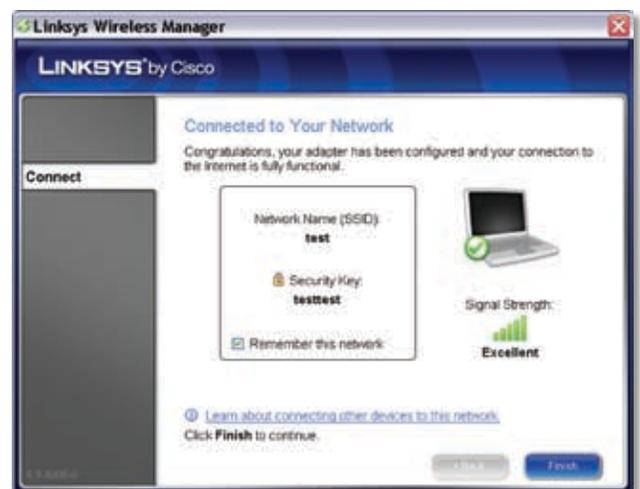 Linksys Wireless Manager
LINKSYS by Cisco
Connect
Connected to Your Network
Congratulations, your adapter has been configured and your connection to
the Internet is fully functional.
Network Name (SSID):
test
Security Key:
testtest
Remember this network
Signal Strength:
Excellent
Learn about connecting other devices to this network.
Click Finish to continue.
Finish